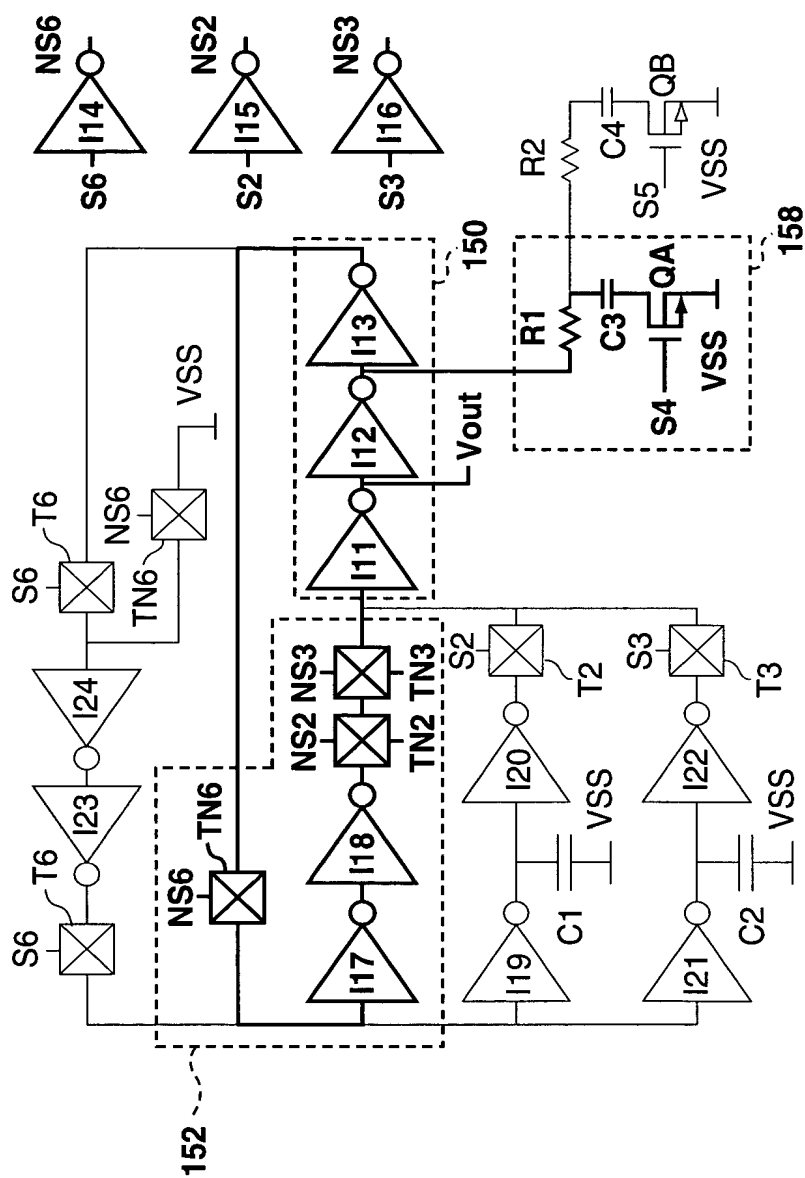 S6
T6
I23
I24
S6
T6
NS6
TN6
VSS
S6
I14
NS6
S2
I15
NS2
S3
I16
NS3
152
NS6
TN6
I17
I18
NS2
TN2
NS3
TN3
I11
I12
I13
150
Vout
I19
C1
VSS
I20
S2
T2
I21
C2
VSS
I22
S3
T3
R1
C3
S4
QA
VSS
158
R2
C4
S5
QB
VSS